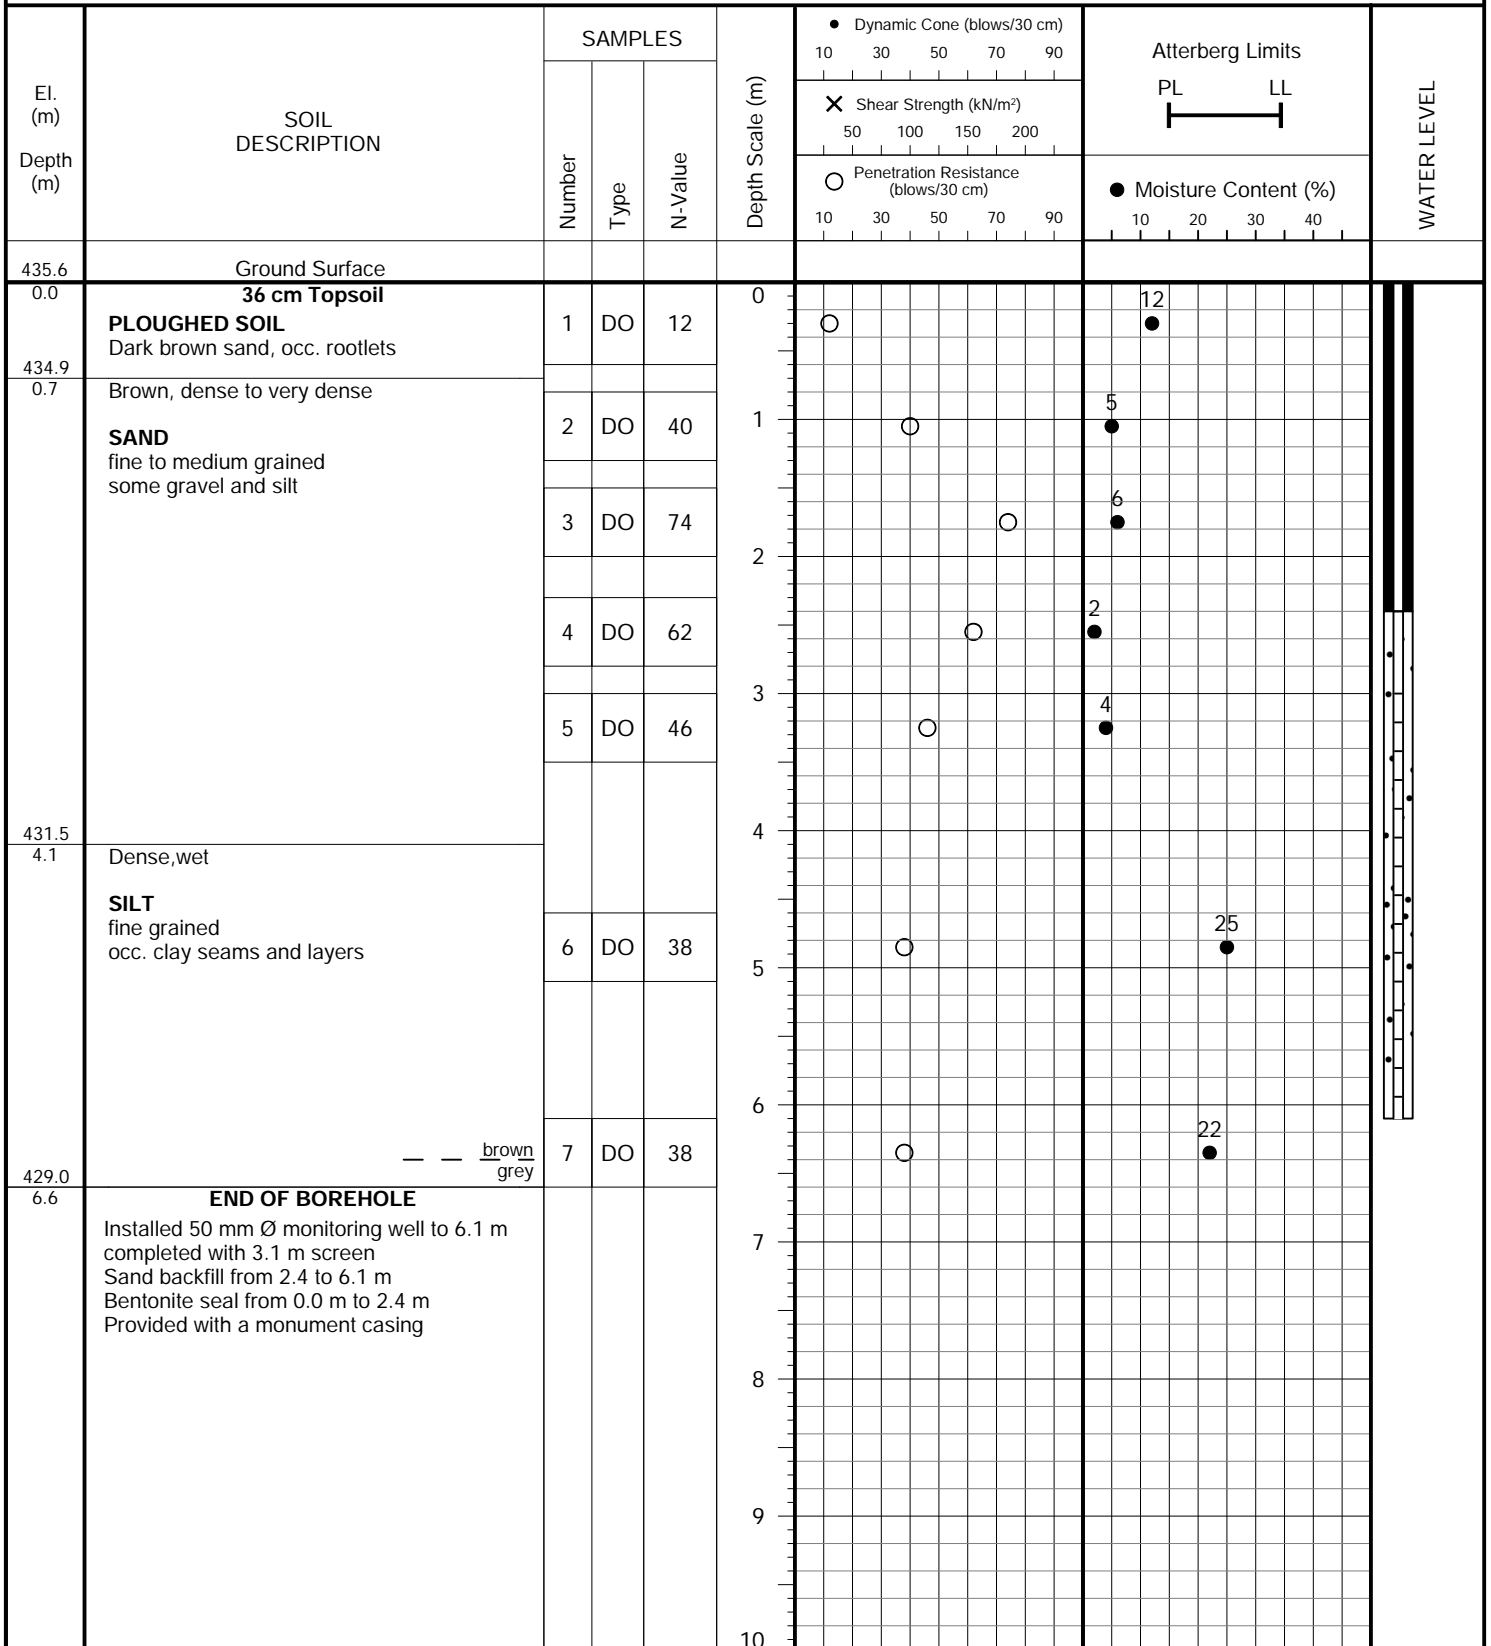 El.
(m)
Depth
(m)
SOIL
DESCRIPTION
SAMPLES
Number
Type
N-Value
Depth Scale (m)
● Dynamic Cone (blows/30 cm)
10 30 50 70 90
✕ Shear Strength (kN/m²)
50 100 150 200
○ Penetration Resistance
(blows/30 cm)
10 30 50 70 90
Atterberg Limits
PL LL
● Moisture Content (%)
10 20 30 40
WATER LEVEL
435.6 Ground Surface
0.0 36 cm Topsoil 0
12
PLOUGHED SOIL 1 DO 12
Dark brown sand, occ. rootlets
434.9
0.7 Brown, dense to very dense
5
1
2 DO 40
SAND
fine to medium grained
some gravel and silt
6
3 DO 74
2
2
4 DO 62
3
4
5 DO 46
431.5 4
4.1 Dense,wet
SILT
fine grained
25
occ. clay seams and layers 6 DO 38
5
6
22
brown 7 DO 38
grey
429.0
6.6 END OF BOREHOLE
Installed 50 mm Ø monitoring well to 6.1 m
7
completed with 3.1 m screen
Sand backfill from 2.4 to 6.1 m
Bentonite seal from 0.0 m to 2.4 m
Provided with a monument casing
8
9
10